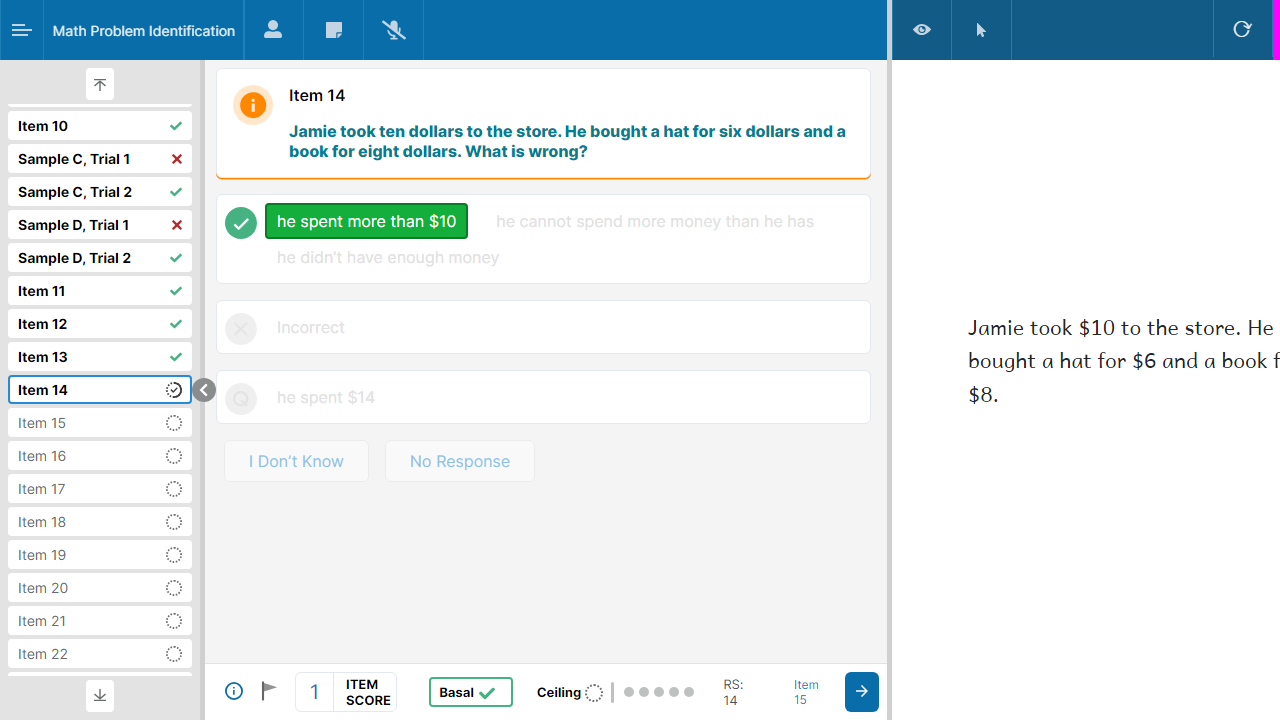 Math Problem Identification
Item 10
Sample C, Trial 1
Sample C, Trial 2
Sample D, Trial 1
Sample D, Trial 2
Item 11
Item 12
Item 13
Item 14
Item 15
Item 16
Item 17
Item 18
Item 19
Item 20
Item 21
Item 22
Item 14
Jamie took ten dollars to the store. He bought a hat for six dollars and a
book for eight dollars. What is wrong?
he spent more than $10
he cannot spend more money than he has
he didn't have enough money
Incorrect
Q he spent $14
I Don’t Know
No Response
1
ITEM
SCORE
Basal
Ceiling
RS:
14
Item
15
Jamie took $10 to the store. He
bought a hat for $6 and a book f
$8.